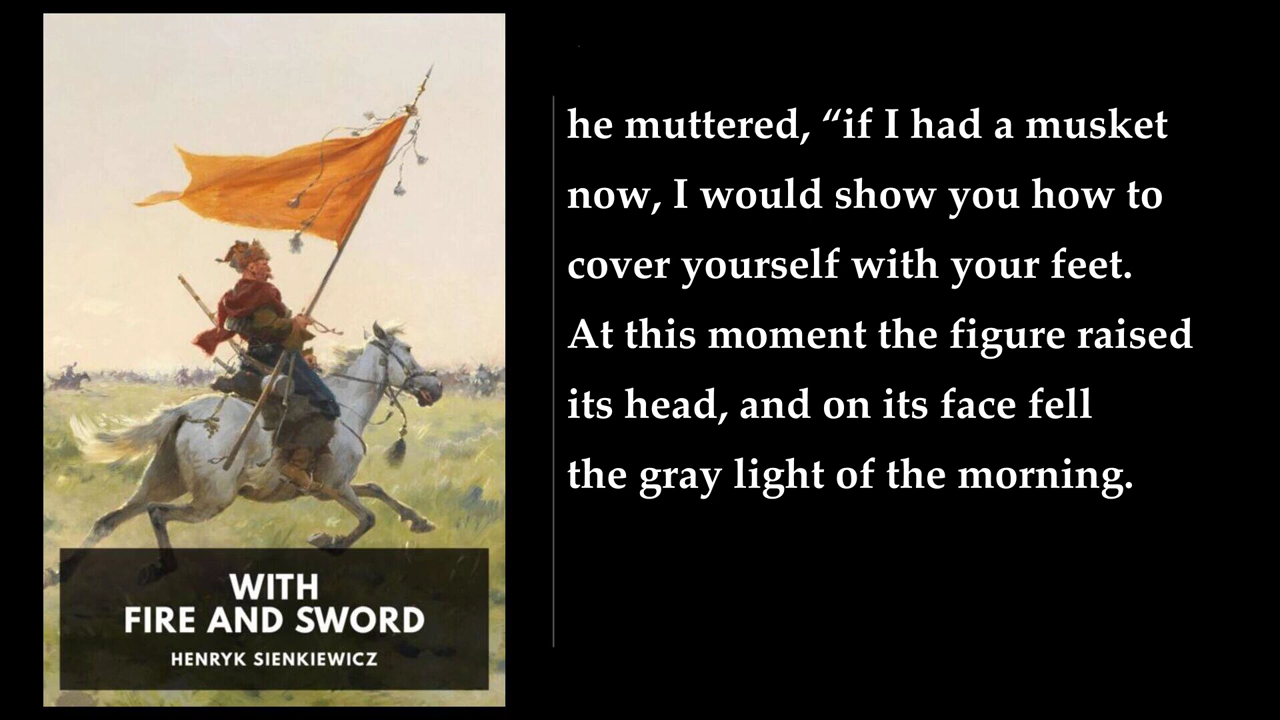 he muttered, “if I had a musket
now, I would show you how to
cover yourself with your feet.
At this moment the figure raised
its head, and on its face fell
the gray light of the morning.
WITH
FIRE AND SWORD
HENRYK SIENKIEWICZ